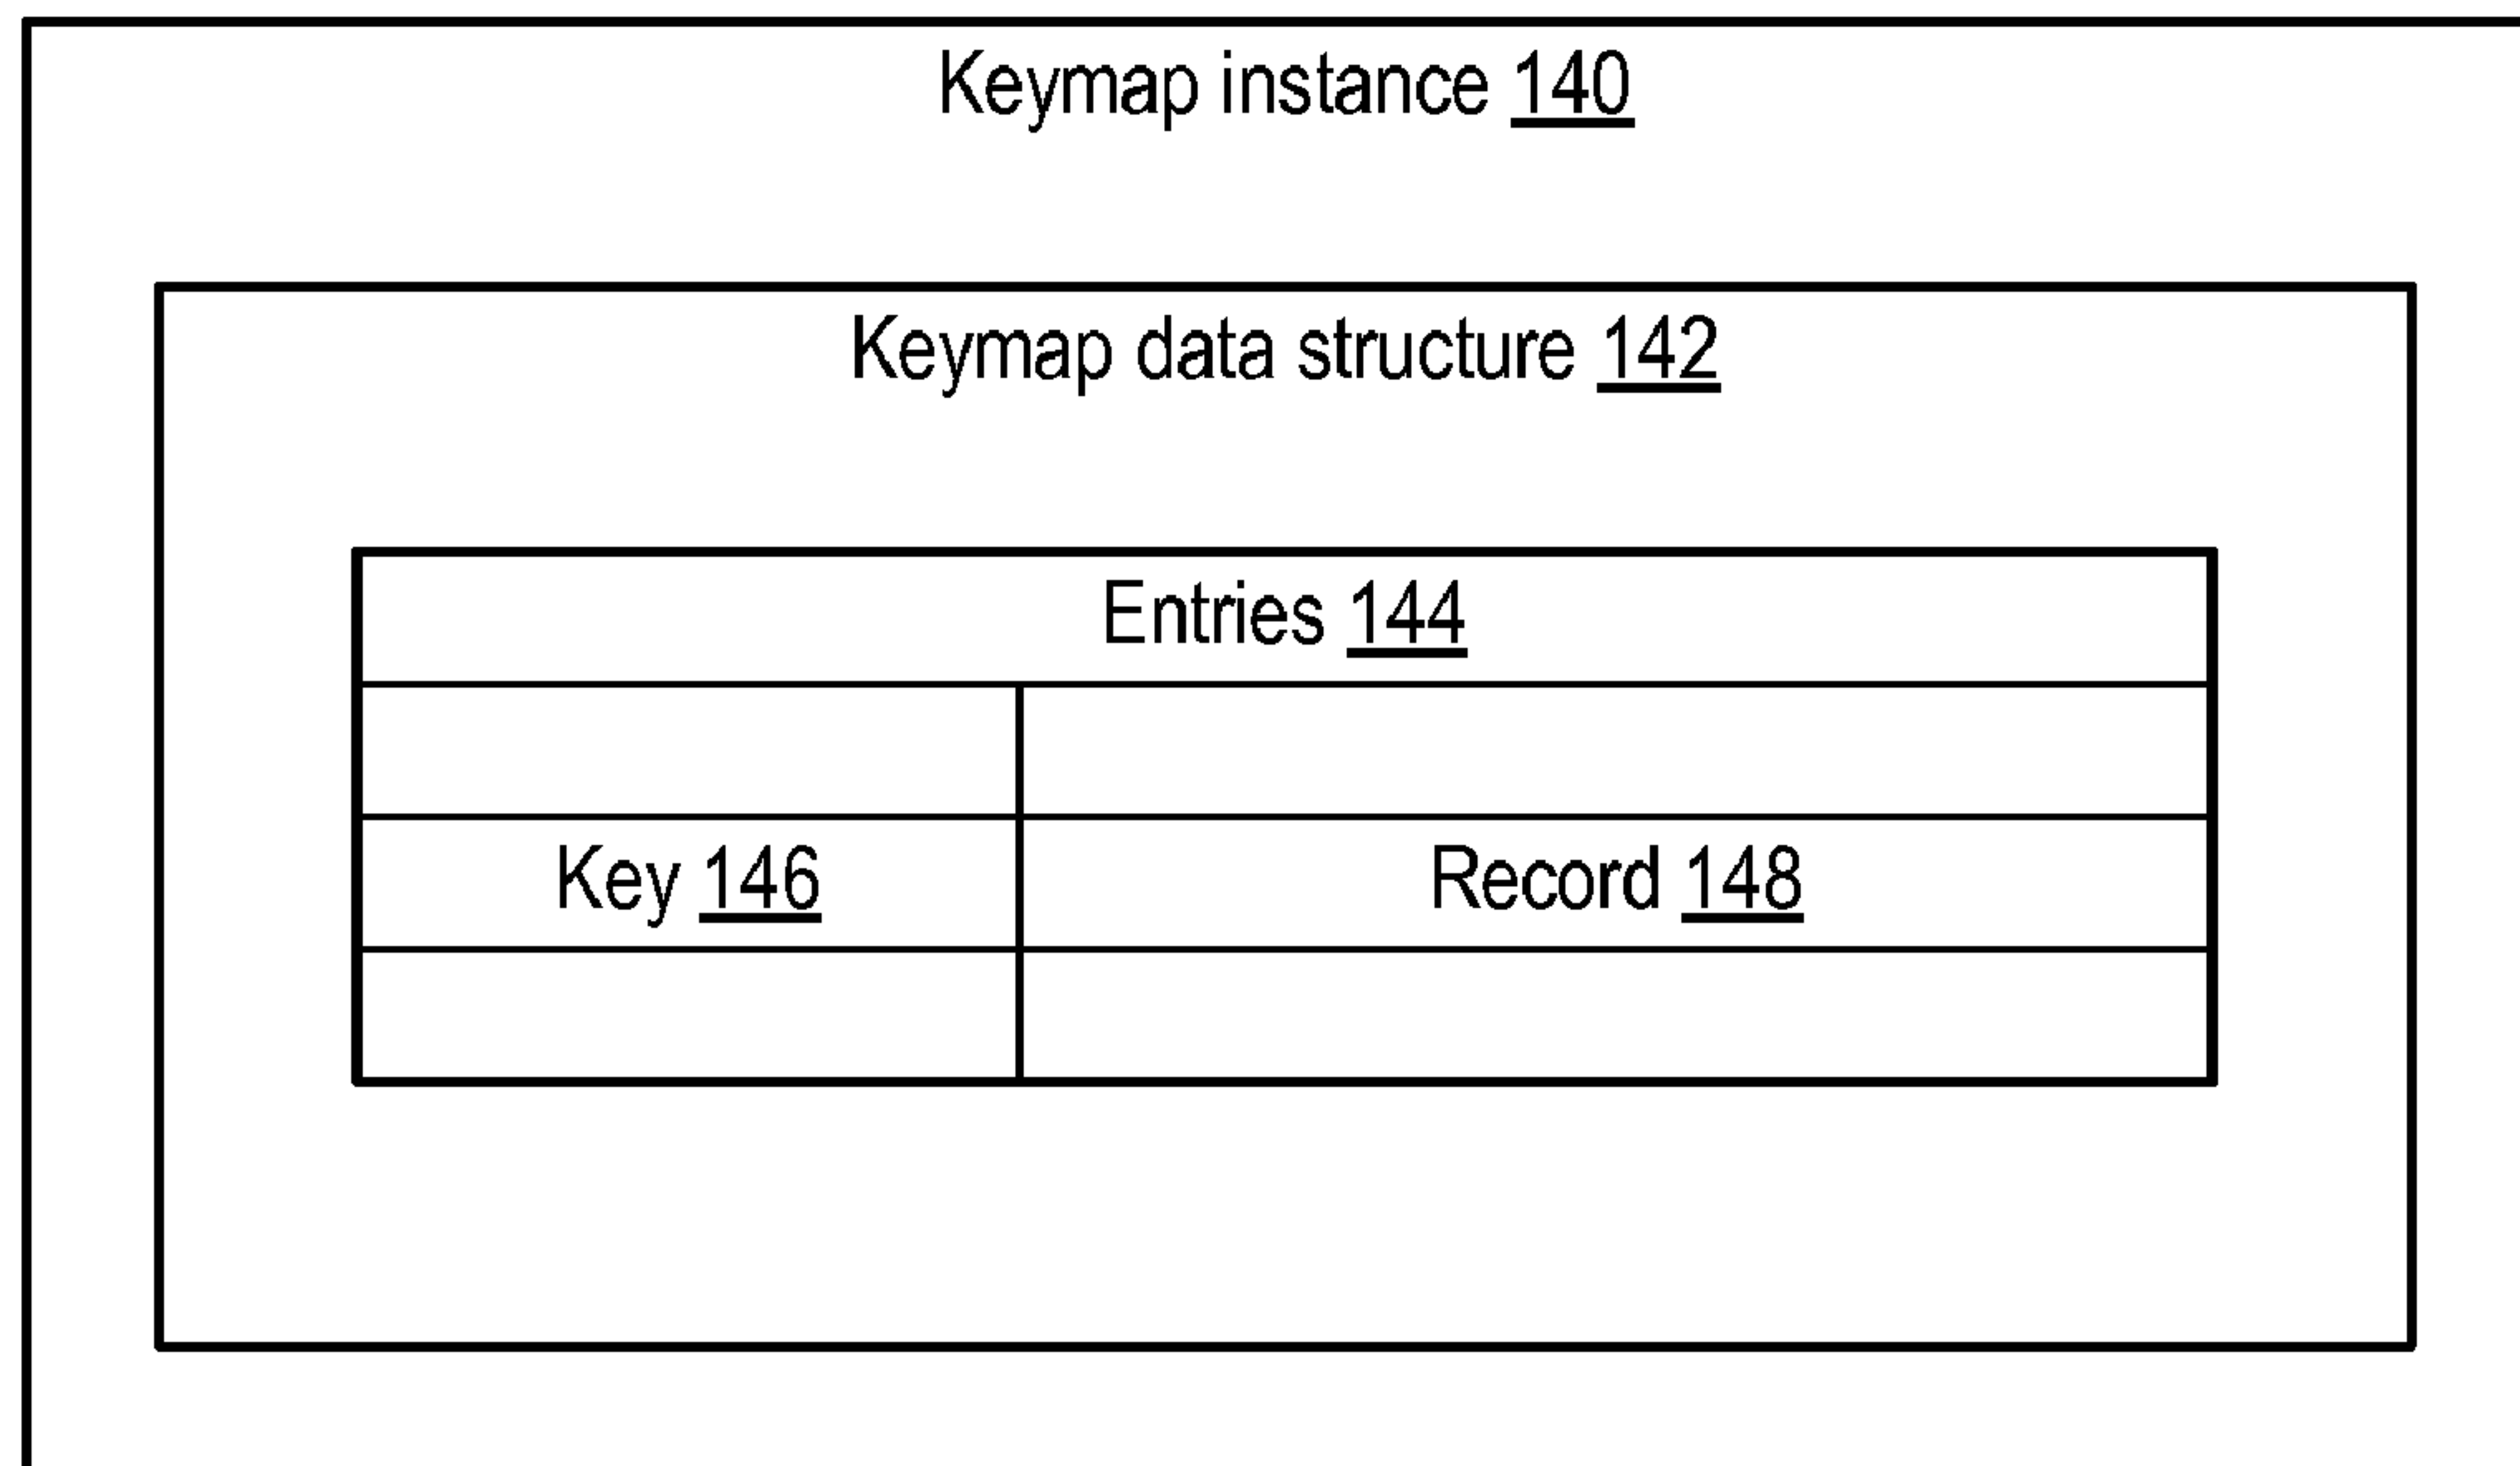 Keymap instance 140
Keymap data structure 142
Entries 144
Key 146 Record 148